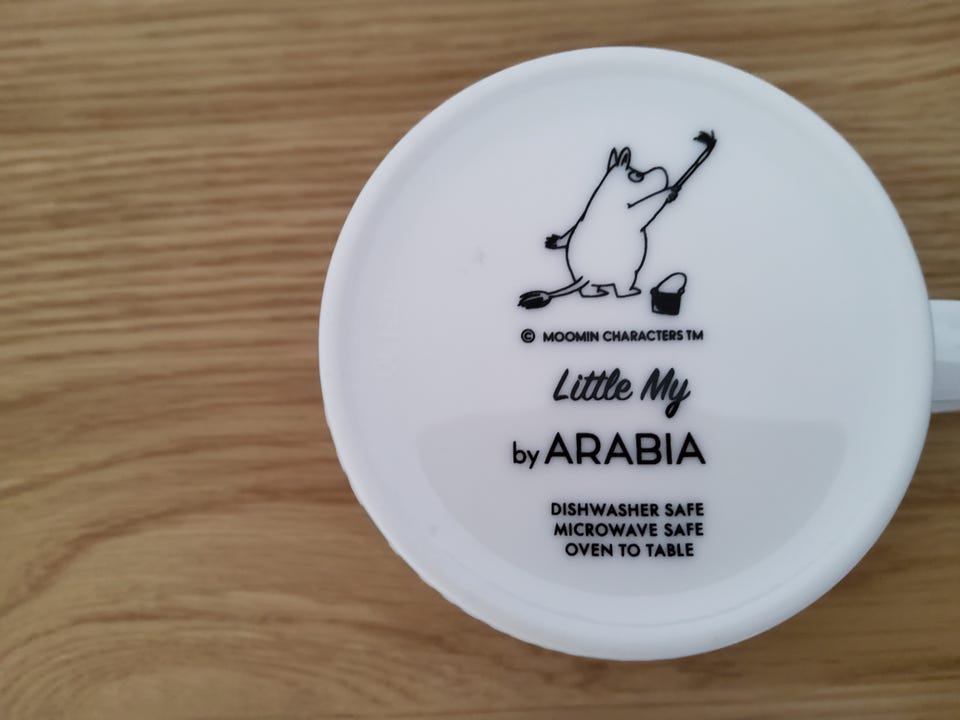 © MOOMIN CHARACTERS TM
Little My
by ARABIA
DISHWASHER SAFE
MICROWAVE SAFE
OVEN TO TABLE